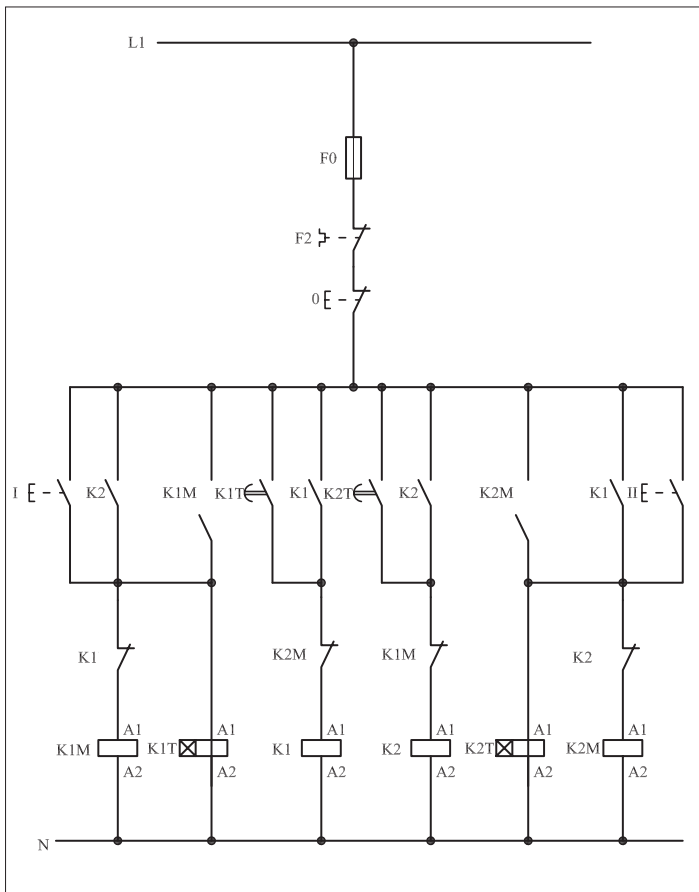 L1
F0
F2
0
I K2 K1M K1T K1 K2T K2 K2M K1 II
K1 K2M K1M K2
A1 A1 A1 A1 A1 A1
K1M K1T K1 K2 K2T K2M
A2 A2 A2 A2 A2 A2
N